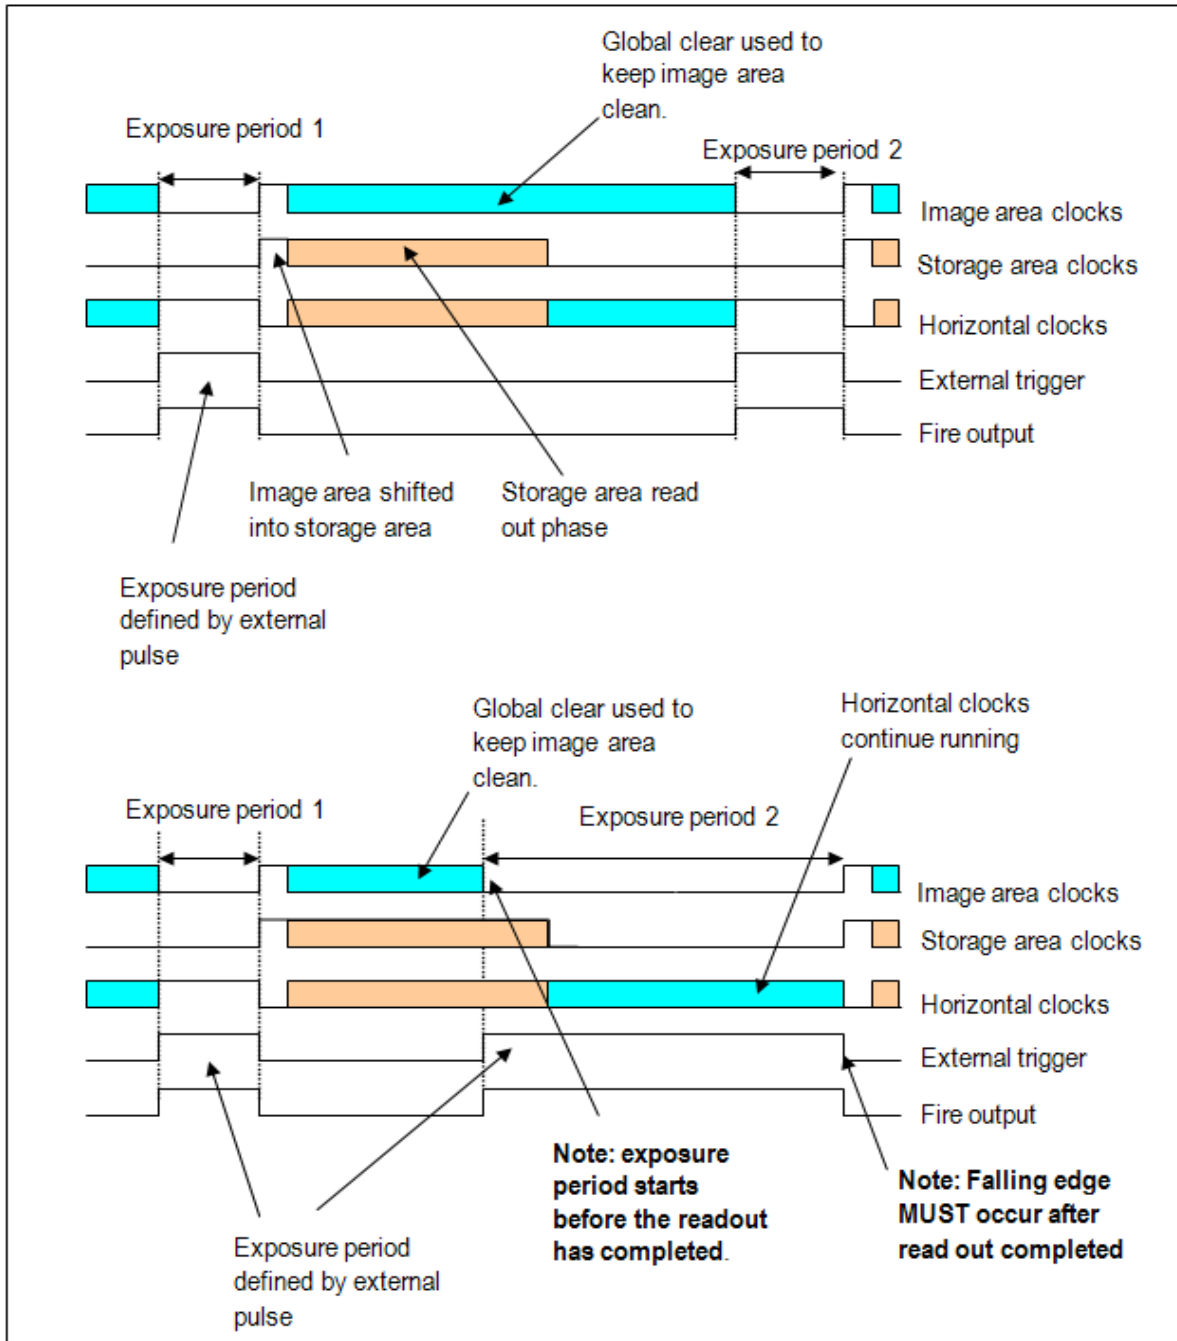 Global clear used to
keep image area
clean.
Exposure period 1
Exposure period 2
Image area clocks
Storage area clocks
Horizontal clocks
External trigger
Fire output
Image area shifted
into storage area
Storage area read
out phase
Exposure period
defined by external
pulse
Global clear used to
keep image area
clean.
Horizontal clocks
continue running
Exposure period 1
Exposure period 2
Image area clocks
Storage area clocks
Horizontal clocks
External trigger
Fire output
Note: exposure
period starts
before the readout
has completed.
Note: Falling edge
MUST occur after
read out completed
Exposure period
defined by external
pulse